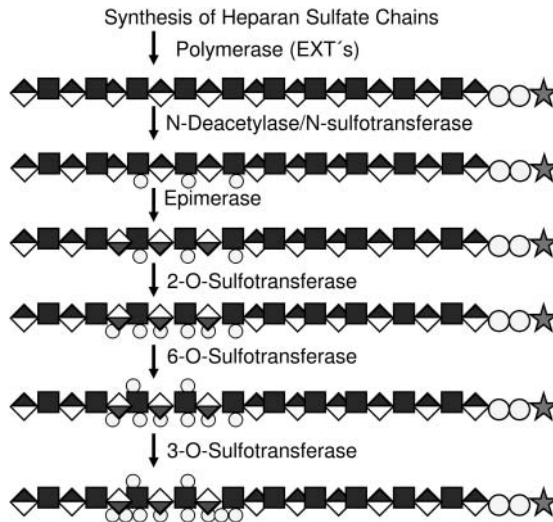 Synthesis of Heparan Sulfate Chains
Polymerase (EXT´s)
N-Deacetylase/N-sulfotransferase
Epimerase
2-O-Sulfotransferase
6-O-Sulfotransferase
3-O-Sulfotransferase